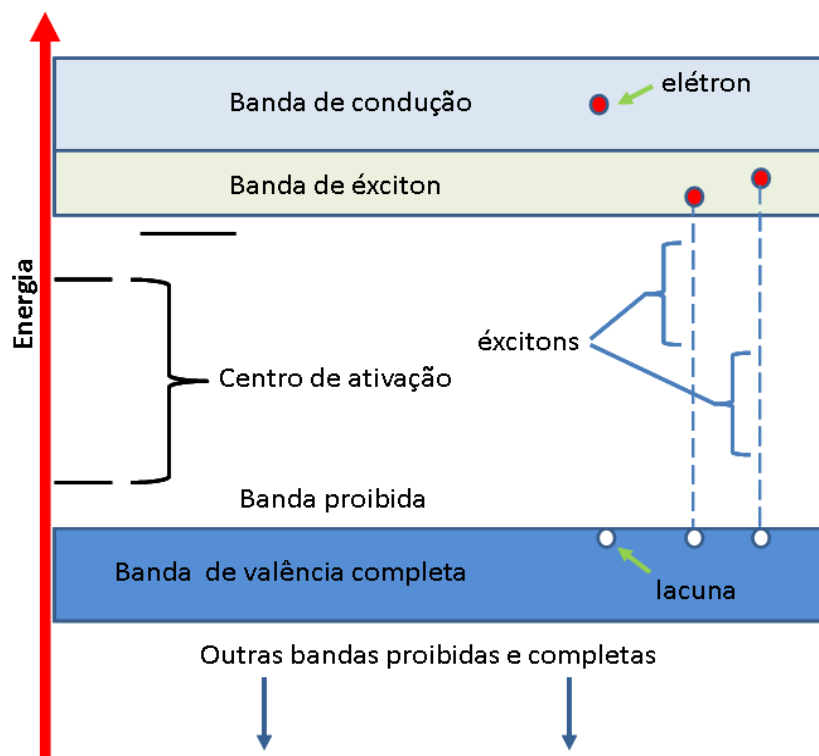 Banda de condução
elétron
Banda de éxciton
Energia
éxcitons
Centro de ativação
Banda proibida
Banda de valência completa
lacuna
Outras bandas proibidas e completas